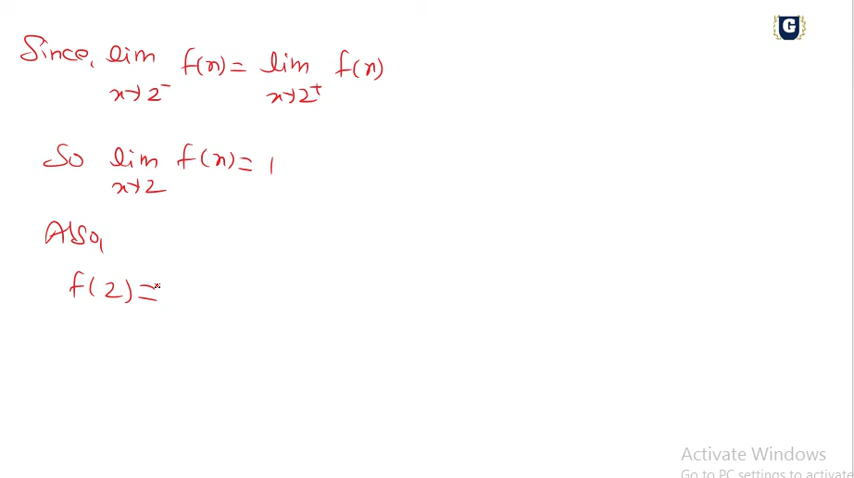 Since, lim x→2⁻ f(x) = lim x→2⁺ f(x)
So lim x→2 f(x) = 1
Also,
f(2) =
G
Activate Windows
Go to PC settings to activate